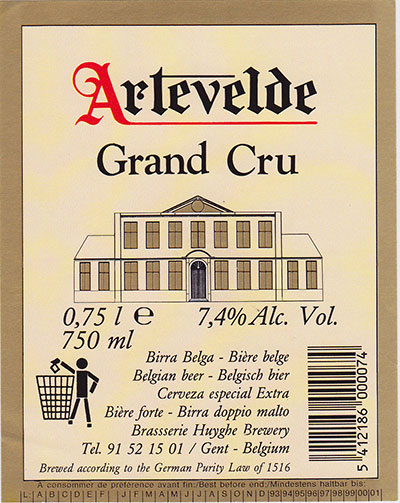 Artevelde
Grand Cru
0,75 l e 7,4% Alc. Vol.
750 ml
Birra Belga - Bière belge
Belgian beer - Belgisch bier
Cerveza especial Extra
Bière forte - Birra doppio malto
Brassserie Huyghe Brewery
Tel. 91 52 15 01 / Gent - Belgium
Brewed according to the German Purity Law of 1516
5 412186 000074
A consommer de préférence avant fin:/Best before end:/Mindestens haltbar bis:
L: A B C D E F J F M A M J J A S O N D 93 94 95 96 97 98 99 00 01